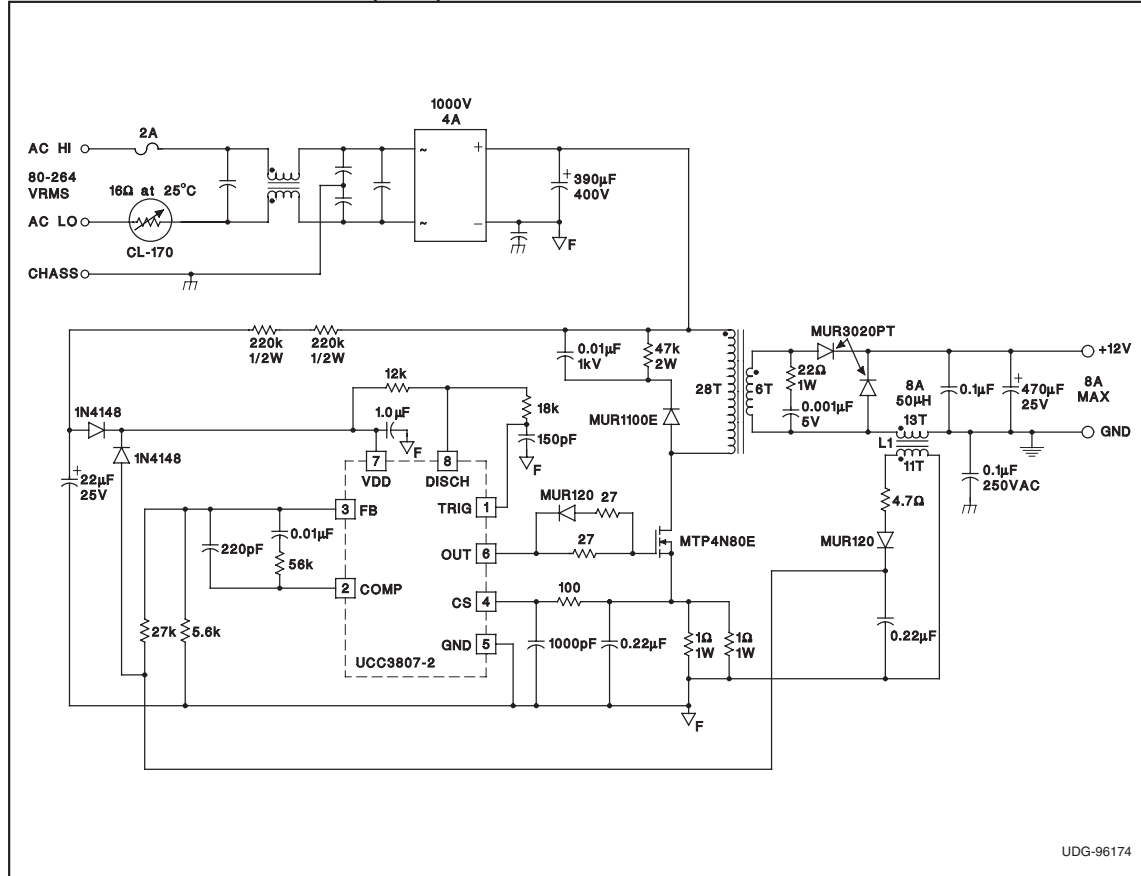 1000V
4A
AC HI
2A
80-264
VRMS
16Ω at 25°C
AC LO
CL-170
CHASS
~
~
+
−
+
390µF
400V
F
220k
1/2W
220k
1/2W
0.01µF
1kV
47k
2W
28T
6T
MUR3020PT
22Ω
1W
0.001µF
5V
8A
50µH
13T
L1
11T
0.1µF
+
470µF
25V
+12V
8A
MAX
GND
0.1µF
250VAC
12k
18k
1N4148
1.0µF
F
150pF
F
MUR1100E
1N4148
+
22µF
25V
7
VDD
8
DISCH
TRIG
1
3
FB
MUR120
27
OUT
6
27
MTP4N80E
4.7Ω
MUR120
220pF
0.01µF
56k
2
COMP
CS
4
100
27k
5.6k
GND
5
1000pF
0.22µF
1Ω
1W
1Ω
1W
0.22µF
UCC3807-2
F
UDG-96174